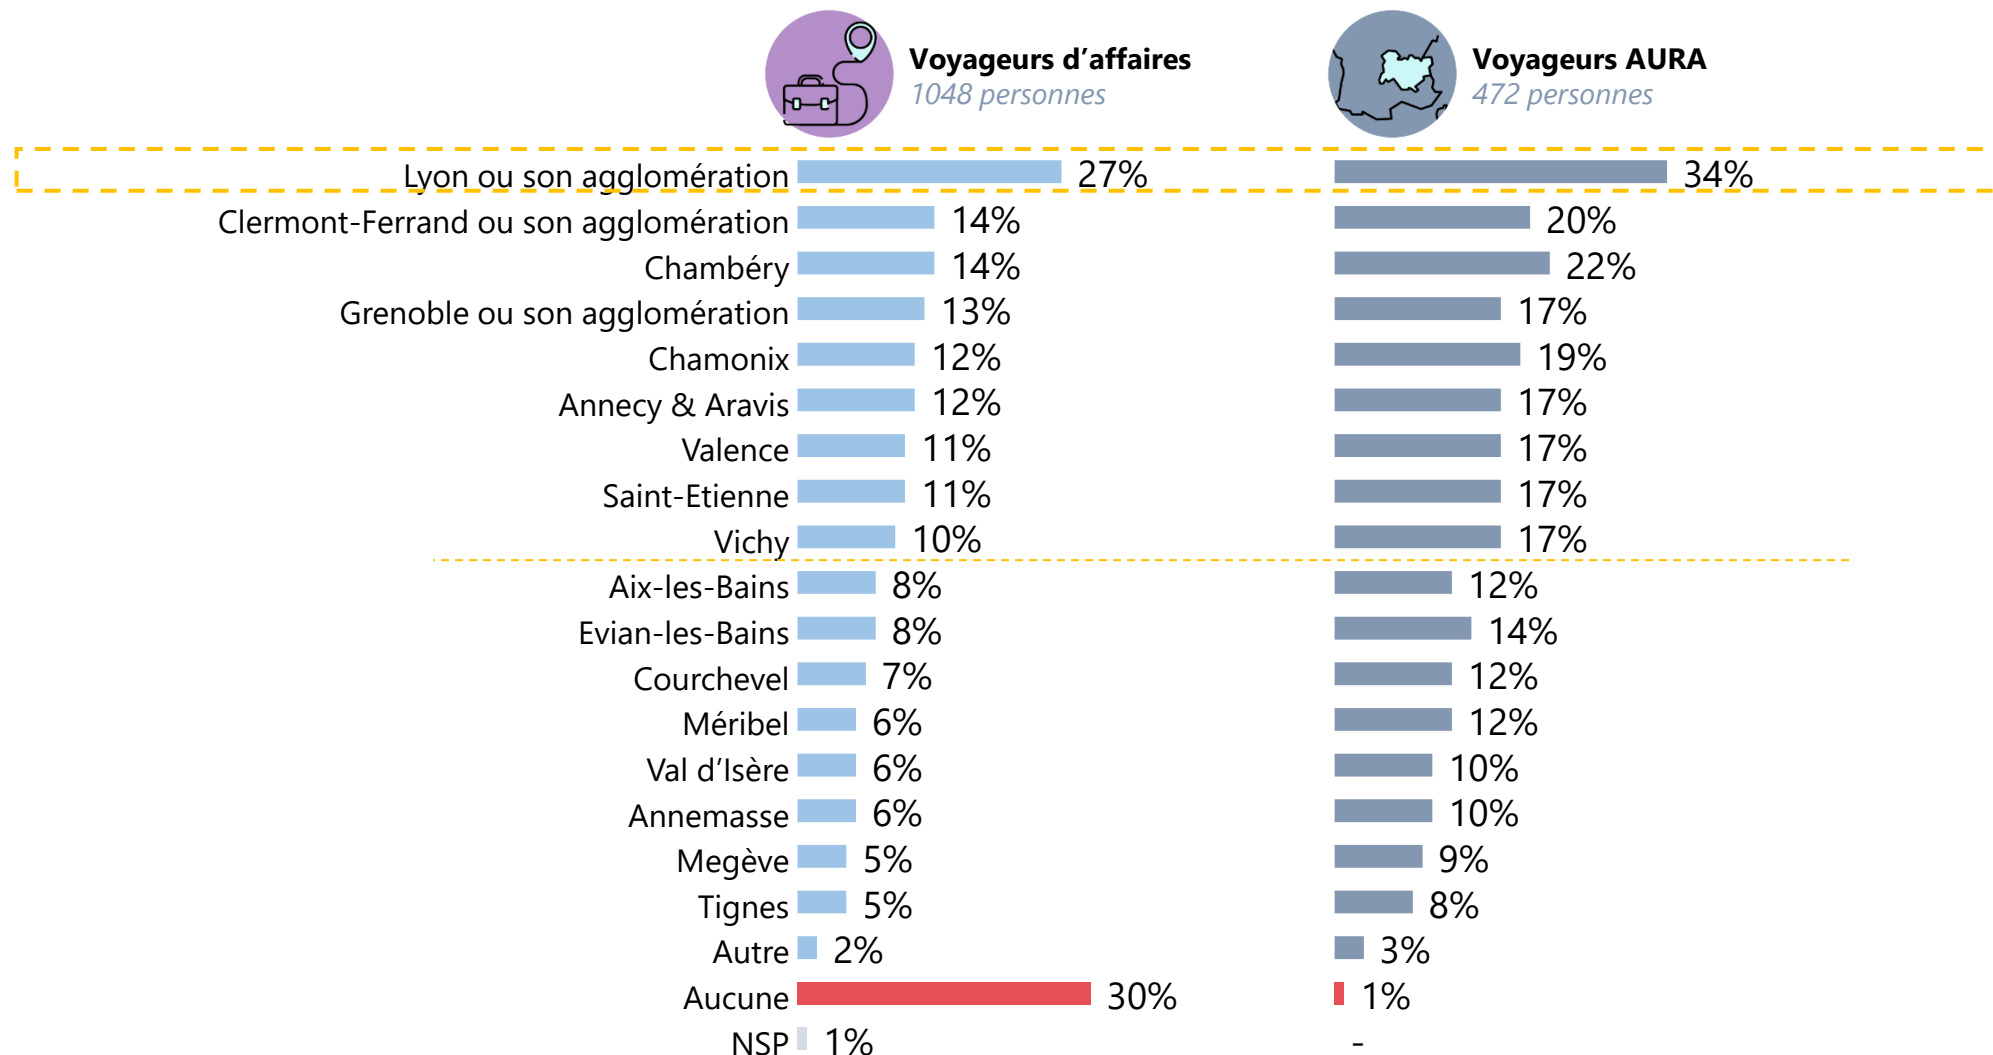 Voyageurs d’affaires
1048 personnes
Voyageurs AURA
472 personnes
Lyon ou son agglomération 27% 34%
Clermont-Ferrand ou son agglomération 14% 20%
Chambéry 14% 22%
Grenoble ou son agglomération 13% 17%
Chamonix 12% 19%
Annecy & Aravis 12% 17%
Valence 11% 17%
Saint-Etienne 11% 17%
Vichy 10% 17%
Aix-les-Bains 8% 12%
Evian-les-Bains 8% 14%
Courchevel 7% 12%
Méribel 6% 12%
Val d’Isère 6% 10%
Annemasse 6% 10%
Megève 5% 9%
Tignes 5% 8%
Autre 2% 3%
Aucune 30% 1%
NSP 1% -